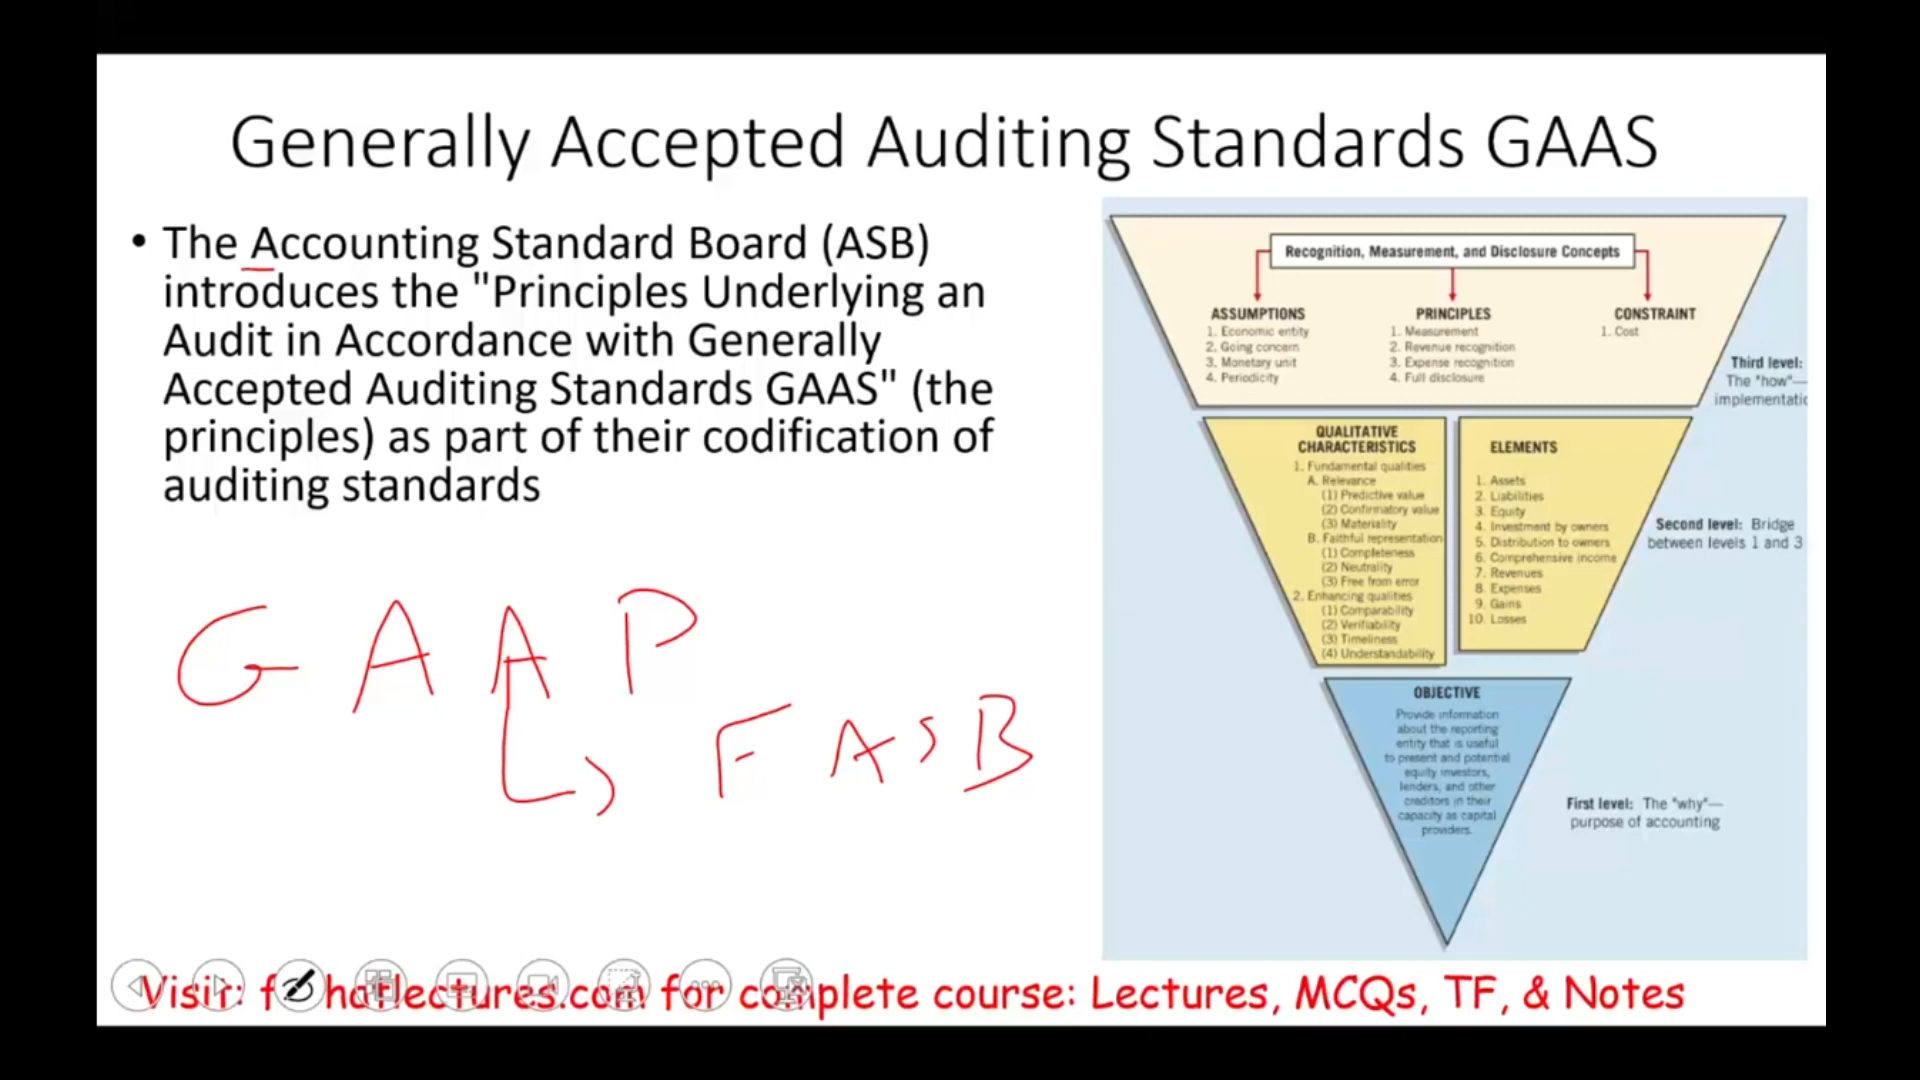 Generally Accepted Auditing Standards GAAS
• The Accounting Standard Board (ASB)
introduces the "Principles Underlying an
Audit in Accordance with Generally
Accepted Auditing Standards GAAS" (the
principles) as part of their codification of
auditing standards
G A A P
F A S B
Recognition, Measurement, and Disclosure Concepts
ASSUMPTIONS
1. Economic entity
2. Going concern
3. Monetary unit
4. Periodicity
PRINCIPLES
1. Measurement
2. Revenue recognition
3. Expense recognition
4. Full disclosure
CONSTRAINT
1. Cost
Third level:
The "how"—
implementatic
QUALITATIVE
CHARACTERISTICS
1. Fundamental qualities
A. Relevance
(1) Predictive value
(2) Confirmatory value
(3) Materiality
B. Faithful representation
(1) Completeness
(2) Neutrality
(3) Free from error
2. Enhancing qualities
(1) Comparability
(2) Verifiability
(3) Timeliness
(4) Understandability
ELEMENTS
1. Assets
2. Liabilities
3. Equity
4. Investment by owners
5. Distribution to owners
6. Comprehensive income
7. Revenues
8. Expenses
9. Gains
10. Losses
Second level: Bridge
between levels 1 and 3
OBJECTIVE
Provide information
about the reporting
entity that is useful
to present and potential
equity investors,
lenders, and other
creditors in their
capacity as capital
providers.
First level: The "why"—
purpose of accounting
Visit: for complete course: Lectures, MCQs, TF, & Notes